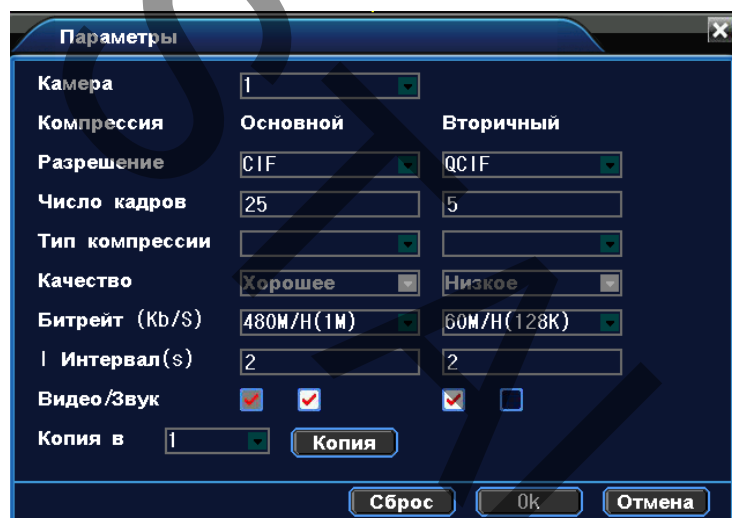 Параметры
Камера 1
Компрессия Основной Вторичный
Разрешение CIF QCIF
Число кадров 25 5
Тип компрессии
Качество Хорошее Низкое
Битрейт (Kb/S) 480M/H(1M) 60M/H(128K)
I Интервал(s) 2 2
Видео/Звук
Копия в 1 Копия
Сброс Ok Отмена